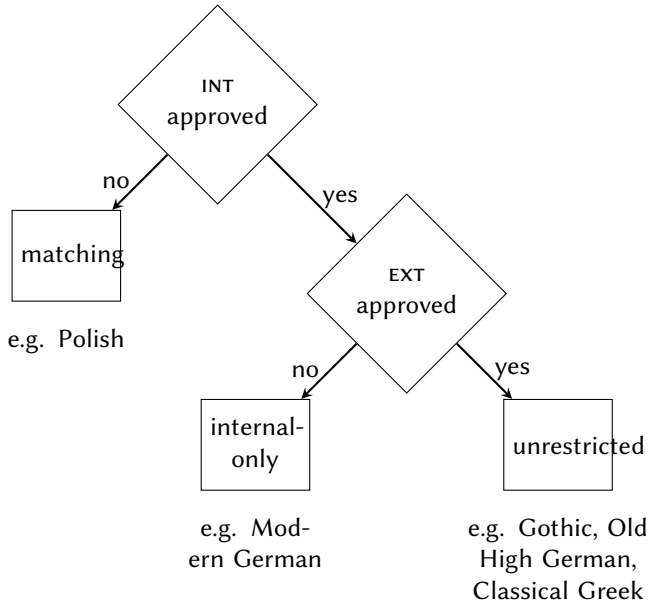 INT
approved
no
yes
matching
EXT
approved
e.g. Polish
no
yes
internal-
only
unrestricted
e.g. Mod-
ern German
e.g. Gothic, Old
High German,
Classical Greek